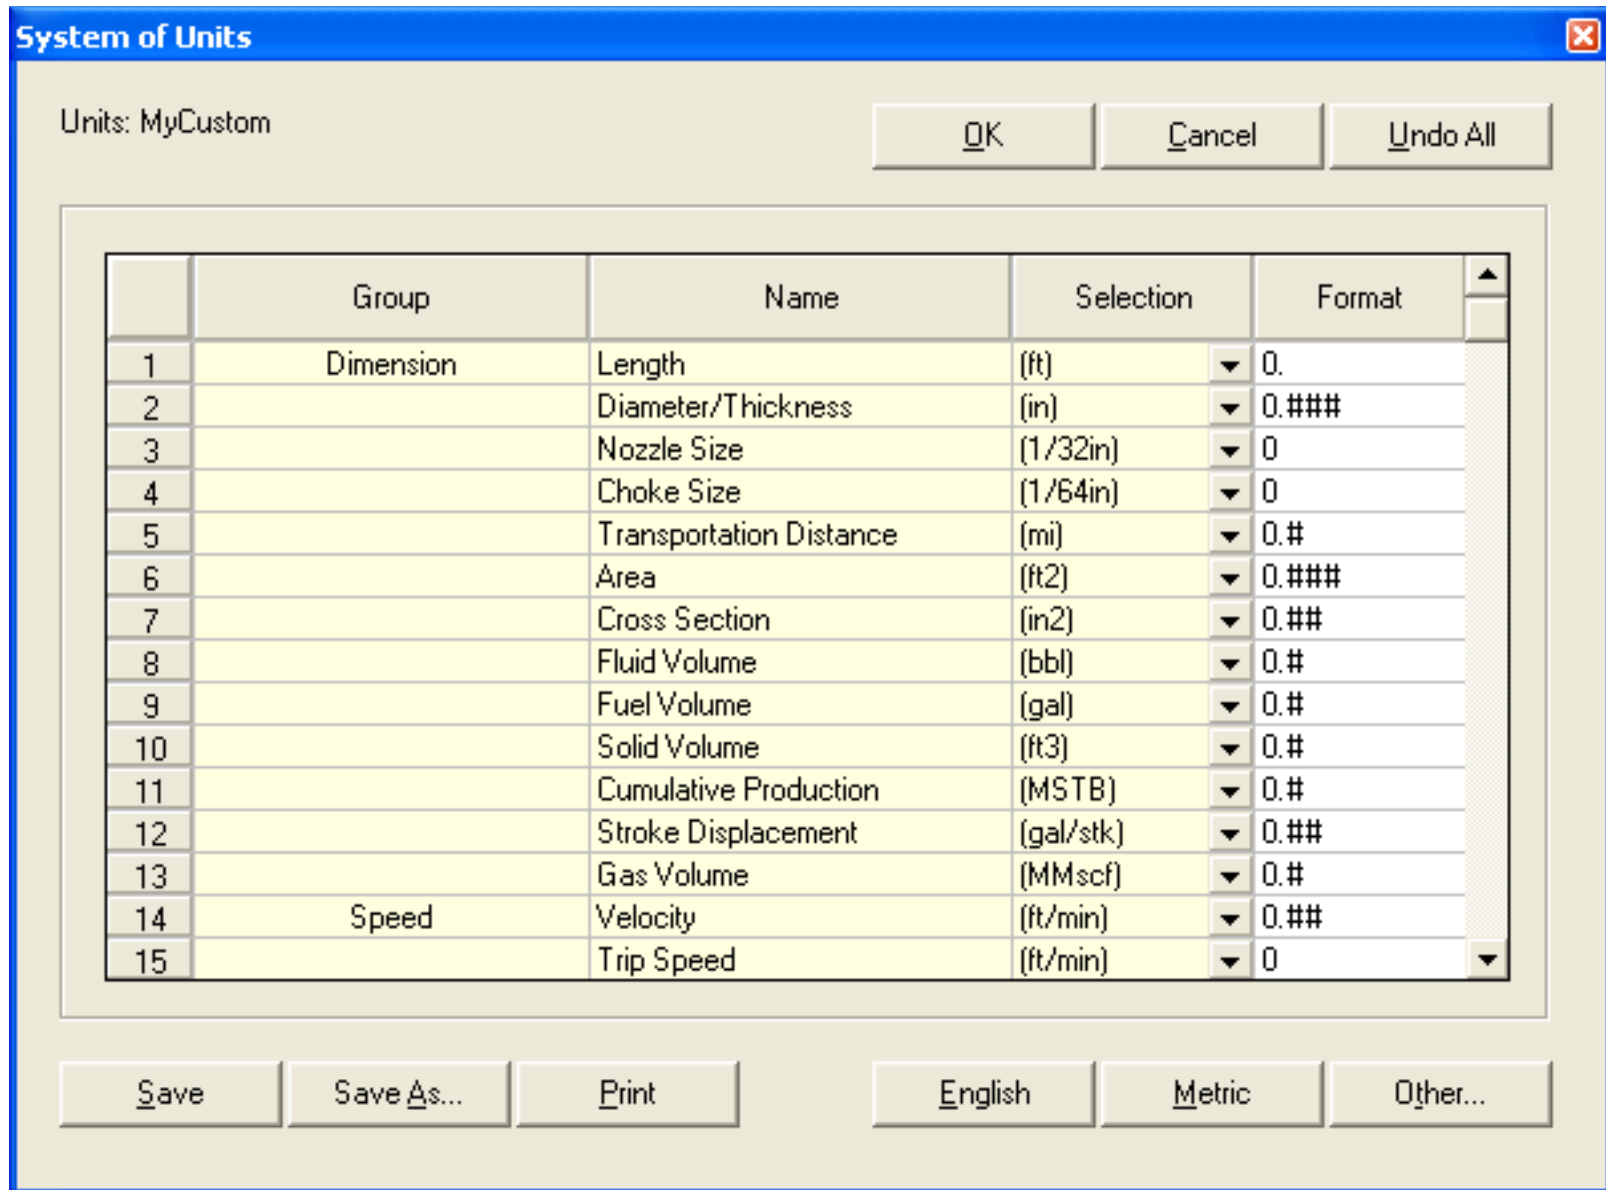 System of Units
Units: MyCustom
OK Cancel Undo All
Group Name Selection Format
1 Dimension Length (ft) 0.
2 Diameter/Thickness (in) 0.###
3 Nozzle Size (1/32in) 0
4 Choke Size (1/64in) 0
5 Transportation Distance (mi) 0.#
6 Area (ft2) 0.###
7 Cross Section (in2) 0.##
8 Fluid Volume (bbl) 0.#
9 Fuel Volume (gal) 0.#
10 Solid Volume (ft3) 0.#
11 Cumulative Production (MSTB) 0.#
12 Stroke Displacement (gal/stk) 0.##
13 Gas Volume (MMscf) 0.#
14 Speed Velocity (ft/min) 0.##
15 Trip Speed (ft/min) 0
Save Save As... Print English Metric Other...